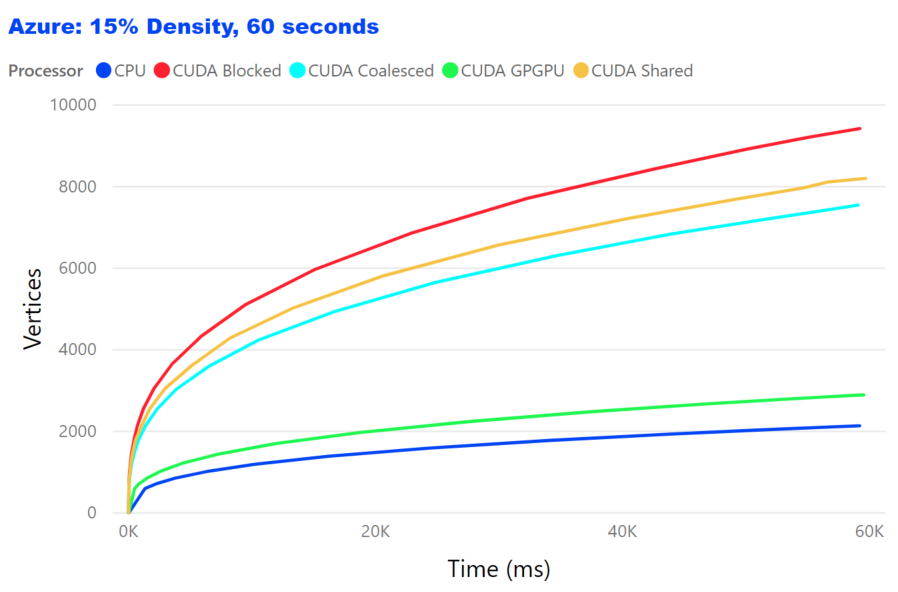 Azure: 15% Density, 60 seconds
Processor CPU CUDA Blocked CUDA Coalesced CUDA GPGPU CUDA Shared
10000
8000
6000
4000
2000
0
Vertices
0K 20K 40K 60K
Time (ms)